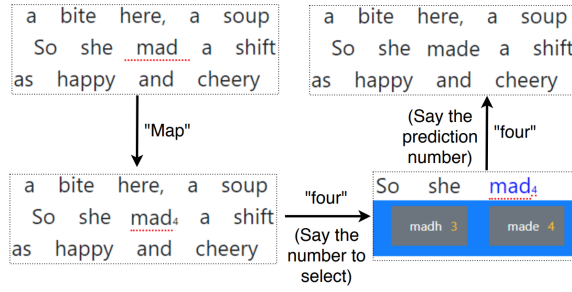 a bite here, a soup
So she mad a shift
as happy and cheery
"Map"
a bite here, a soup
So she mad4 a shift
as happy and cheery
"four"
(Say the
number to
select)
So she mad4
madh 3 made 4
(Say the
prediction
number)
"four"
a bite here, a soup
So she made a shift
as happy and cheery